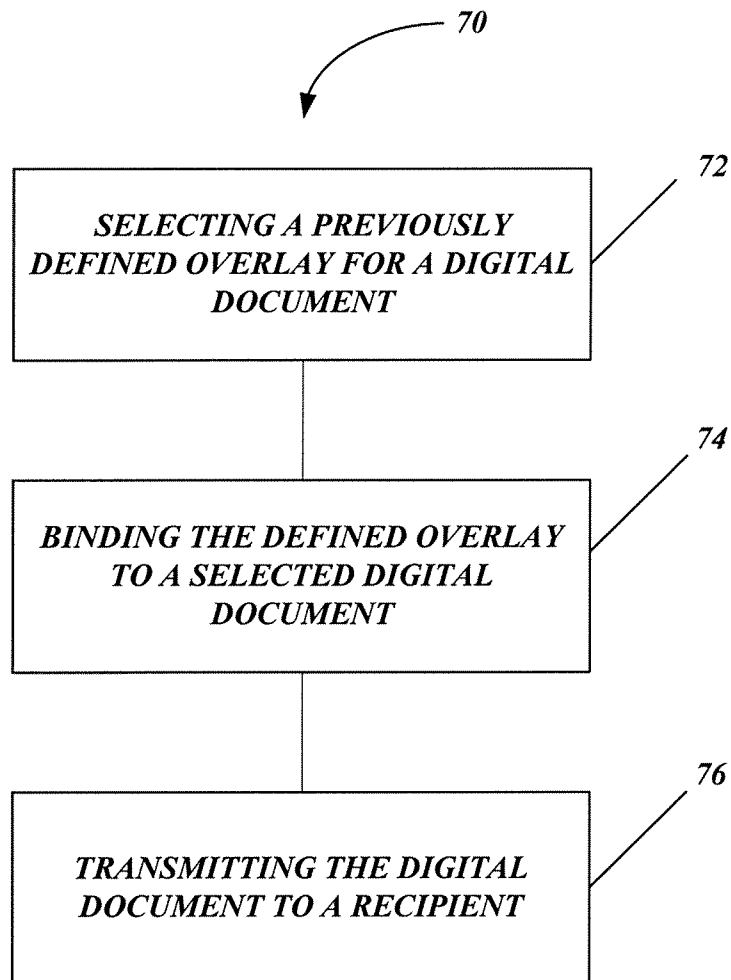 70
72
SELECTING A PREVIOUSLY
DEFINED OVERLAY FOR A DIGITAL
DOCUMENT
74
BINDING THE DEFINED OVERLAY
TO A SELECTED DIGITAL
DOCUMENT
76
TRANSMITTING THE DIGITAL
DOCUMENT TO A RECIPIENT